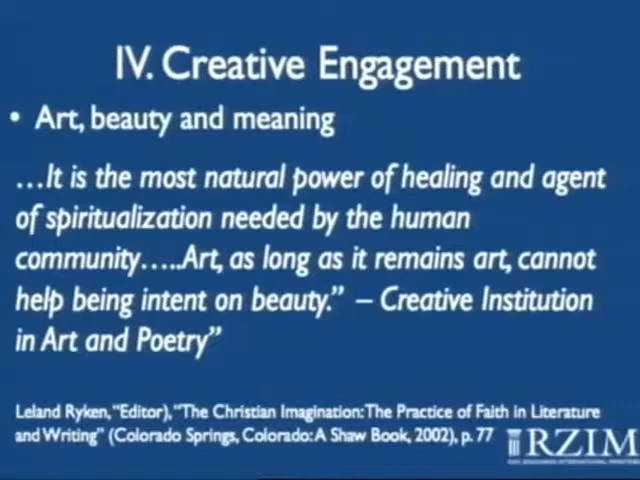 IV. Creative Engagement
• Art, beauty and meaning
…It is the most natural power of healing and agent
of spiritualization needed by the human
community…..Art, as long as it remains art, cannot
help being intent on beauty.” – Creative Institution
in Art and Poetry”
Leland Ryken, “Editor), “The Christian Imagination: The Practice of Faith in Literature
and Writing” (Colorado Springs, Colorado: A Shaw Book, 2002), p. 77
RZIM